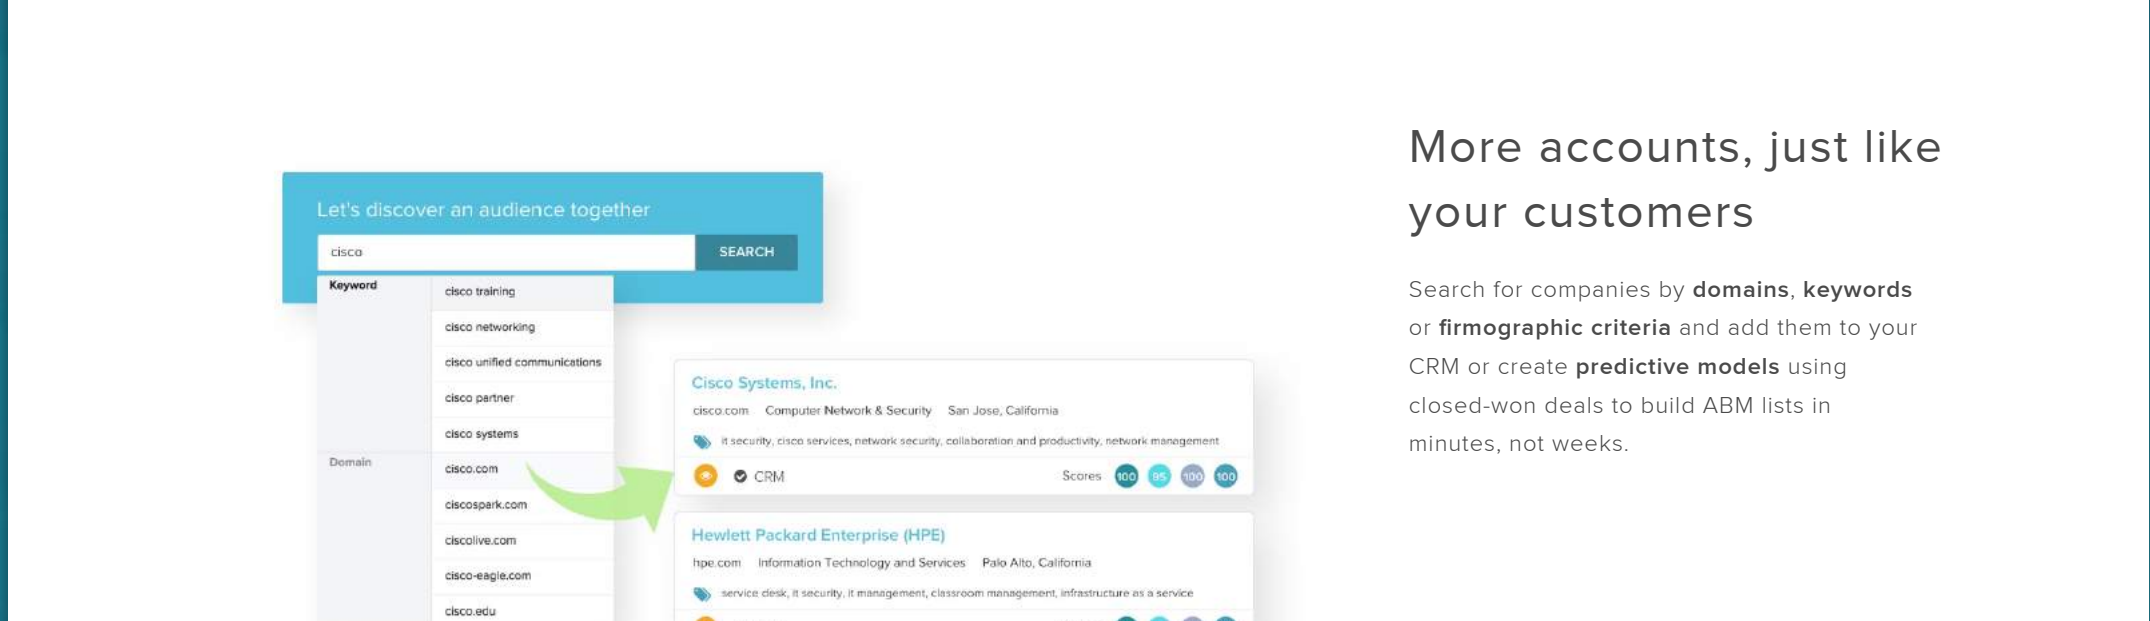 More accounts, just like
your customers
Search for companies by domains, keywords
or firmographic criteria and add them to your
CRM or create predictive models using
closed-won deals to build ABM lists in
minutes, not weeks.
Let's discover an audience together
cisco
SEARCH
Keyword
cisco training
cisco networking
cisco unified communications
cisco partner
cisco systems
Domain
cisco.com
ciscospark.com
ciscolive.com
cisco-eagle.com
cisco.edu
Cisco Systems, Inc.
cisco.com Computer Network & Security San Jose, California
it security, cisco services, network security, collaboration and productivity, network management
CRM Scores 100 95 100 100
Hewlett Packard Enterprise (HPE)
hpe.com Information Technology and Services Palo Alto, California
service desk, it security, it management, classroom management, infrastructure as a service